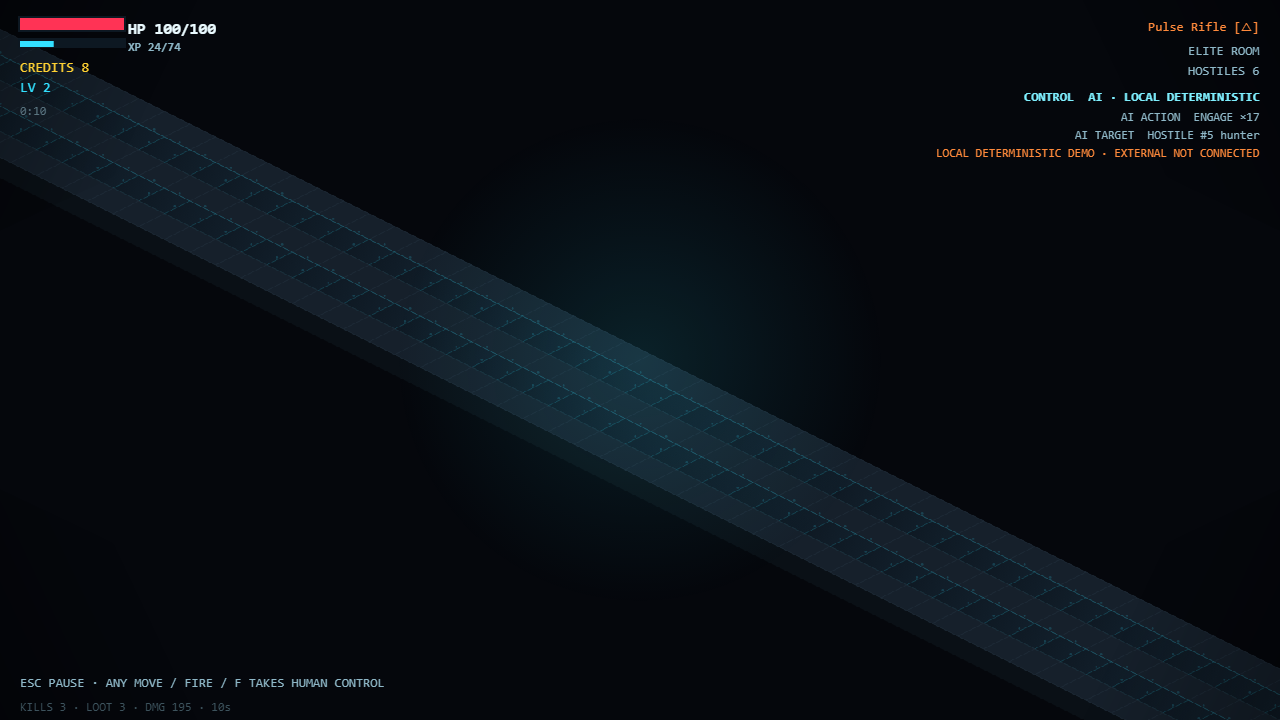 HP 100/100
XP 24/74
CREDITS 8
LV 2
0:10
Pulse Rifle [△]
ELITE ROOM
HOSTILES 6
CONTROL  AI · LOCAL DETERMINISTIC
AI ACTION  ENGAGE ×17
AI TARGET  HOSTILE #5 hunter
LOCAL DETERMINISTIC DEMO · EXTERNAL NOT CONNECTED
ESC PAUSE · ANY MOVE / FIRE / F TAKES HUMAN CONTROL
KILLS 3 · LOOT 3 · DMG 195 · 10s